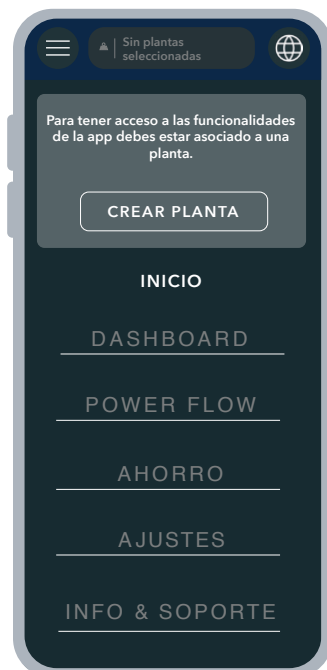 Sin plantas
seleccionadas
Para tener acceso a las funcionalidades
de la app debes estar asociado a una
planta.
CREAR PLANTA
INICIO
DASHBOARD
POWER FLOW
AHORRO
AJUSTES
INFO & SOPORTE